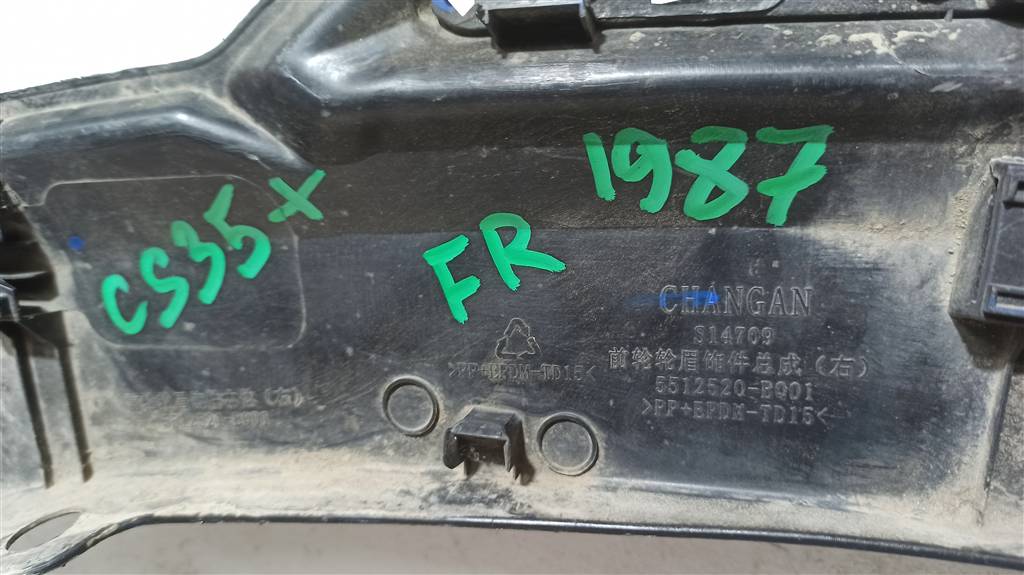 CS35 X
FR
1987
CHANGAN
S14709
前轮轮眉饰件总成(右)
5512520-BQ01
>PP+EPDM-TD15<
>PP+EPDM-TD15<